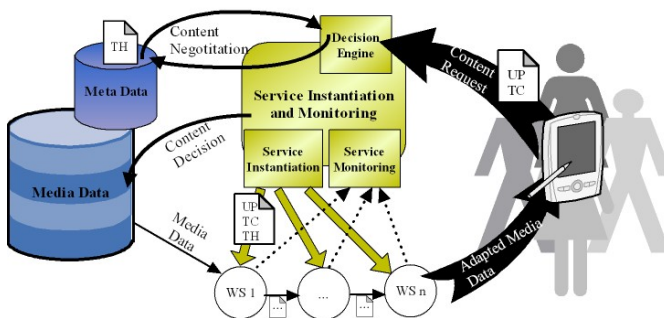 TH
Meta Data
Content
Negotitation
Decision
Engine
Content
Request
UP
TC
Service Instantiation
and Monitoring
Content
Decision
Service
Instantiation
Service
Monitoring
Media Data
Media
Data
UP
TC
TH
Adapted Media
Data
WS 1
...
WS n
...
...